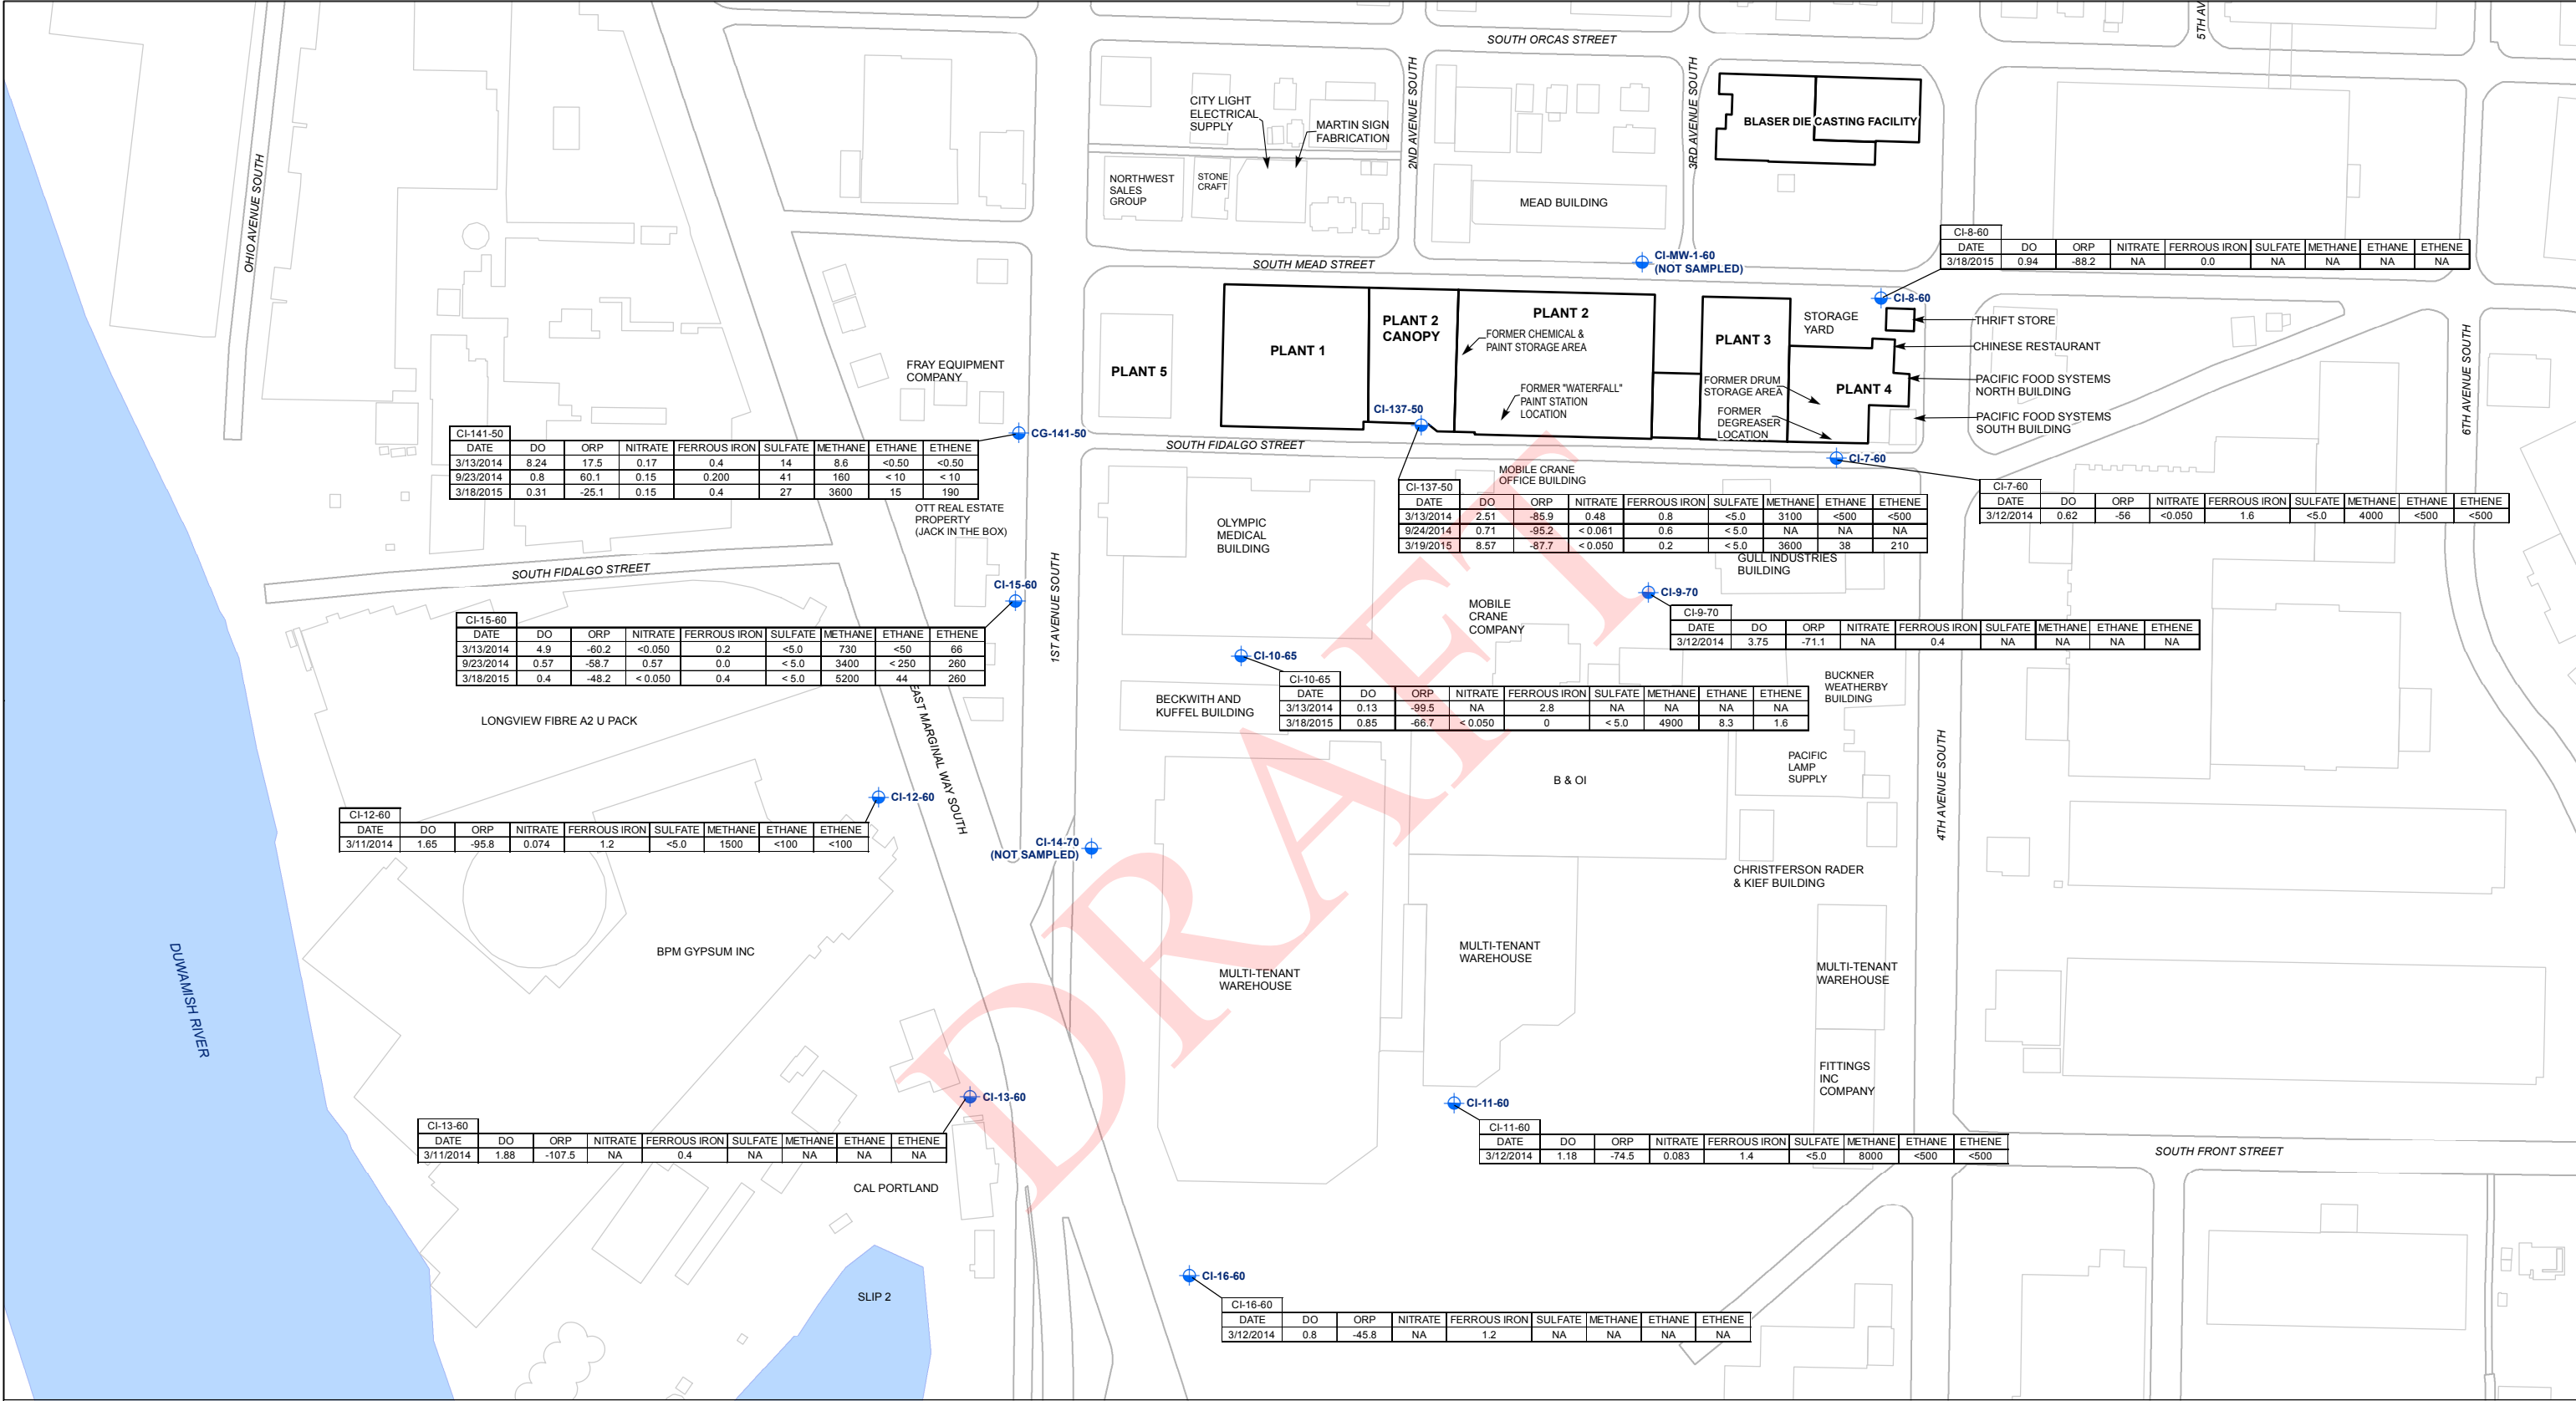 SOUTH ORCAS STREET
5TH AV
OHIO AVENUE SOUTH
2ND AVENUE SOUTH
3RD AVENUE SOUTH
CITY LIGHT
ELECTRICAL
SUPPLY
MARTIN SIGN
FABRICATION
BLASER DIE CASTING FACILITY
NORTHWEST
SALES
GROUP
STONE
CRAFT
MEAD BUILDING
SOUTH MEAD STREET
CI-MW-1-60
(NOT SAMPLED)
CI-8-60
DATE DO ORP NITRATE FERROUS IRON SULFATE METHANE ETHANE ETHENE
3/18/2015 0.94 -88.2 NA 0.0 NA NA NA NA
CI-8-60
PLANT 5
PLANT 1
PLANT 2
CANOPY
PLANT 2
FORMER CHEMICAL &
PAINT STORAGE AREA
FORMER "WATERFALL"
PAINT STATION
LOCATION
PLANT 3
STORAGE
YARD
PLANT 4
FORMER DRUM
STORAGE AREA
FORMER
DEGREASER
LOCATION
THRIFT STORE
CHINESE RESTAURANT
PACIFIC FOOD SYSTEMS
NORTH BUILDING
PACIFIC FOOD SYSTEMS
SOUTH BUILDING
6TH AVENUE SOUTH
FRAY EQUIPMENT
COMPANY
CI-137-50
CG-141-50
SOUTH FIDALGO STREET
CI-7-60
CI-141-50
DATE DO ORP NITRATE FERROUS IRON SULFATE METHANE ETHANE ETHENE
3/13/2014 8.24 17.5 0.17 0.4 14 8.6 <0.50 <0.50
9/23/2014 0.8 60.1 0.15 0.200 41 160 < 10 < 10
3/18/2015 0.31 -25.1 0.15 0.4 27 3600 15 190
OTT REAL ESTATE
PROPERTY
(JACK IN THE BOX)
MOBILE CRANE
OFFICE BUILDING
OLYMPIC
MEDICAL
BUILDING
CI-137-50
DATE DO ORP NITRATE FERROUS IRON SULFATE METHANE ETHANE ETHENE
3/13/2014 2.51 -85.9 0.48 0.8 <5.0 3100 <500 <500
9/24/2014 0.71 -95.2 < 0.061 0.6 < 5.0 NA NA NA
3/19/2015 8.57 -87.7 < 0.050 0.2 < 5.0 3600 38 210
CI-7-60
DATE DO ORP NITRATE FERROUS IRON SULFATE METHANE ETHANE ETHENE
3/12/2014 0.62 -56 <0.050 1.6 <5.0 4000 <500 <500
GULL INDUSTRIES
BUILDING
SOUTH FIDALGO STREET
CI-15-60
1ST AVENUE SOUTH
CI-15-60
DATE DO ORP NITRATE FERROUS IRON SULFATE METHANE ETHANE ETHENE
3/13/2014 4.9 -60.2 <0.050 0.2 <5.0 730 <50 66
9/23/2014 0.57 -58.7 0.57 0.0 < 5.0 3400 < 250 260
3/18/2015 0.4 -48.2 < 0.050 0.4 < 5.0 5200 44 260
MOBILE
CRANE
COMPANY
CI-9-70
CI-9-70
DATE DO ORP NITRATE FERROUS IRON SULFATE METHANE ETHANE ETHENE
3/12/2014 3.75 -71.1 NA 0.4 NA NA NA NA
CI-10-65
CI-10-65
DATE DO ORP NITRATE FERROUS IRON SULFATE METHANE ETHANE ETHENE
3/13/2014 0.13 -99.5 NA 2.8 NA NA NA NA
3/18/2015 0.85 -66.7 < 0.050 0 < 5.0 4900 8.3 1.6
BECKWITH AND
KUFFEL BUILDING
BUCKNER
WEATHERBY
BUILDING
LONGVIEW FIBRE A2 U PACK
EAST MARGINAL WAY SOUTH
PACIFIC
LAMP
SUPPLY
B & OI
4TH AVENUE SOUTH
CI-12-60
CI-12-60
DATE DO ORP NITRATE FERROUS IRON SULFATE METHANE ETHANE ETHENE
3/11/2014 1.65 -95.8 0.074 1.2 <5.0 1500 <100 <100
CI-14-70
(NOT SAMPLED)
CHRISTFERSON RADER
& KIEF BUILDING
DUWAMISH RIVER
BPM GYPSUM INC
MULTI-TENANT
WAREHOUSE
MULTI-TENANT
WAREHOUSE
MULTI-TENANT
WAREHOUSE
FITTINGS
INC
COMPANY
DRAFT
CI-13-60
CI-13-60
DATE DO ORP NITRATE FERROUS IRON SULFATE METHANE ETHANE ETHENE
3/11/2014 1.88 -107.5 NA 0.4 NA NA NA NA
CI-11-60
CI-11-60
DATE DO ORP NITRATE FERROUS IRON SULFATE METHANE ETHANE ETHENE
3/12/2014 1.18 -74.5 0.083 1.4 <5.0 8000 <500 <500
SOUTH FRONT STREET
CAL PORTLAND
SLIP 2
CI-16-60
CI-16-60
DATE DO ORP NITRATE FERROUS IRON SULFATE METHANE ETHANE ETHENE
3/12/2014 0.8 -45.8 NA 1.2 NA NA NA NA